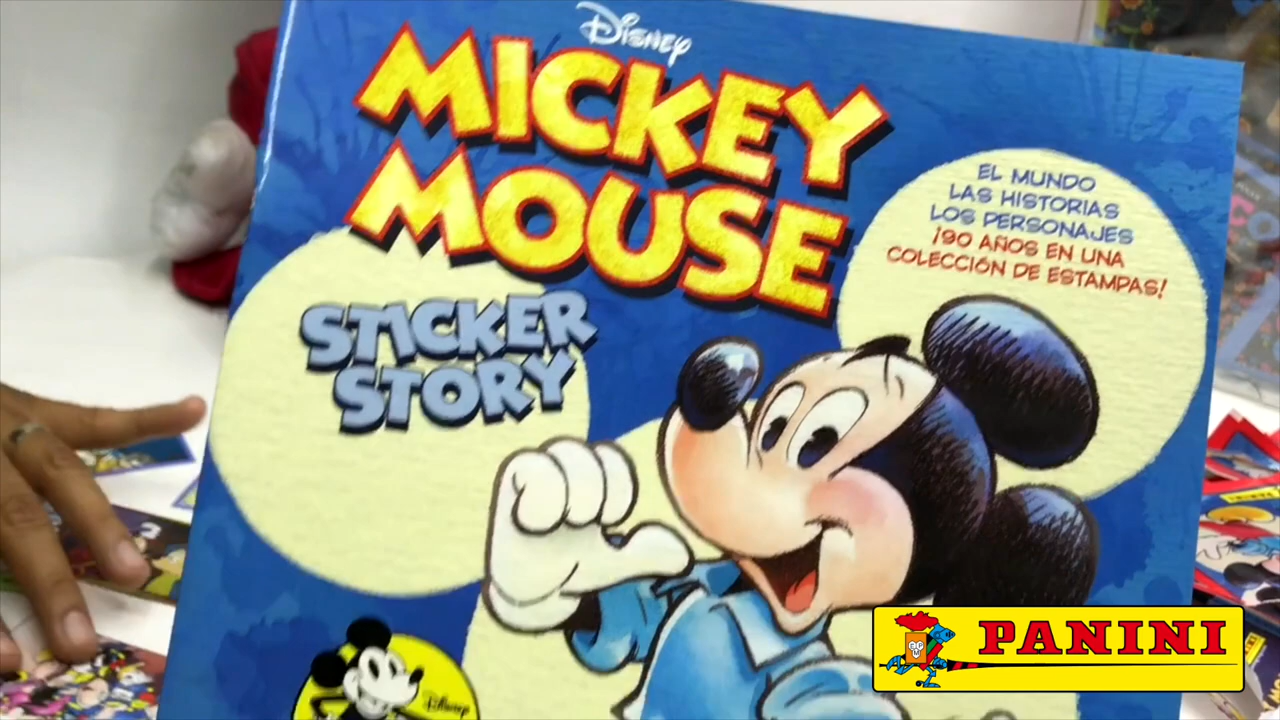 Disney
MICKEY
MOUSE
STICKER
STORY
EL MUNDO
LAS HISTORIAS
LOS PERSONAJES
¡90 AÑOS EN UNA
COLECCIÓN DE ESTAMPAS!
Disney
PANINI